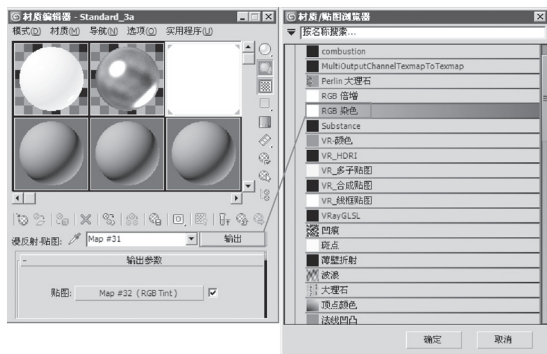 材质编辑器 - Standard_3a
模式(D) 材质(M) 导航(N) 选项(O) 实用程序(U)
漫反射贴图: Map #31 输出
- 输出参数
贴图: Map #32 (RGB Tint)
材质/贴图浏览器
按名称搜索...
combustion
MultiOutputChannelTexmapToTexmap
Perlin 大理石
RGB 倍增
RGB 染色
Substance
VR-颜色
VR_HDRI
VR_多子贴图
VR_合成贴图
VR_线框贴图
VRayGLSL
凹痕
斑点
薄壁折射
波浪
大理石
顶点颜色
法线凹凸
确定 取消